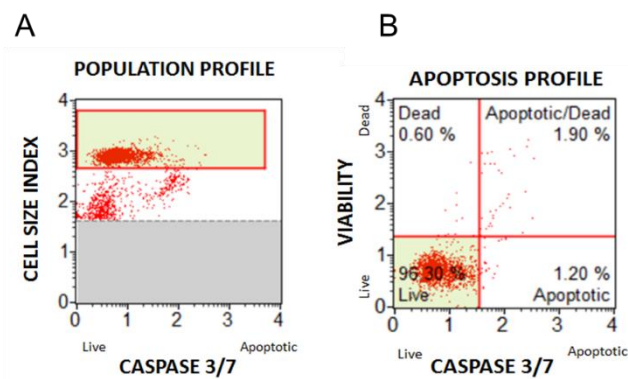 A
POPULATION PROFILE
4
3
2
1
0
0 1 2 3 4
CELL SIZE INDEX
Live Apoptotic
CASPASE 3/7
B
APOPTOSIS PROFILE
4
3
2
1
0
0 1 2 3 4
VIABILITY
Dead
Live
Dead
0.60 %
Apoptotic/Dead
1.90 %
96.30 %
Live
1.20 %
Apoptotic
Live Apoptotic
CASPASE 3/7